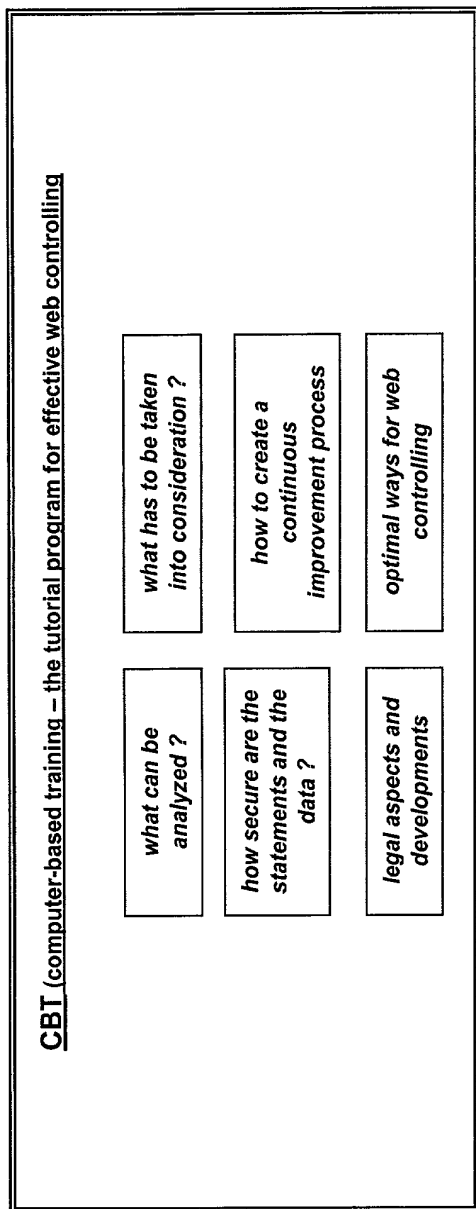 CBT (computer-based training – the tutorial program for effective web controlling
what can be
analyzed ?
what has to be taken
into consideration ?
how secure are the
statements and the
data ?
how to create a
continuous
improvement process
legal aspects and
developments
optimal ways for web
controlling